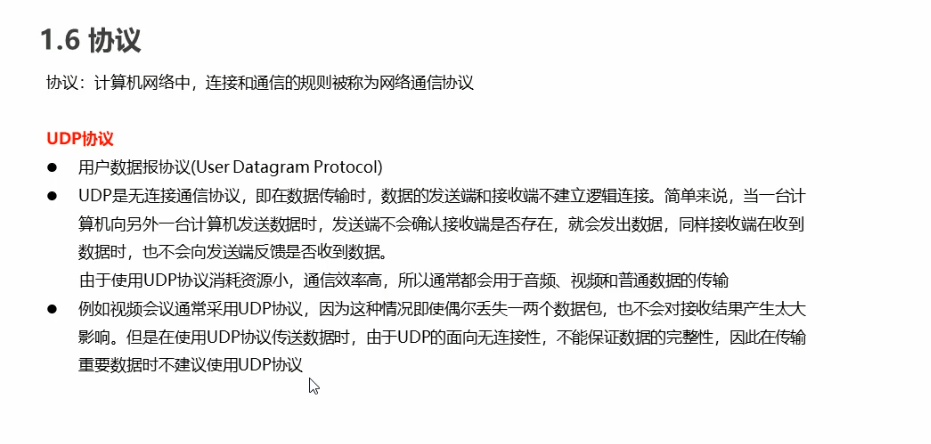 1.6 协议
协议：计算机网络中，连接和通信的规则被称为网络通信协议
UDP协议
● 用户数据报协议(User Datagram Protocol)
● UDP是无连接通信协议，即在数据传输时，数据的发送端和接收端不建立逻辑连接。简单来说，当一台计
算机向另外一台计算机发送数据时，发送端不会确认接收端是否存在，就会发出数据，同样接收端在收到
数据时，也不会向发送端反馈是否收到数据。
由于使用UDP协议消耗资源小，通信效率高，所以通常都会用于音频、视频和普通数据的传输
● 例如视频会议通常采用UDP协议，因为这种情况即使偶尔丢失一两个数据包，也不会对接收结果产生太大
影响。但是在使用UDP协议传送数据时，由于UDP的面向无连接性，不能保证数据的完整性，因此在传输
重要数据时不建议使用UDP协议